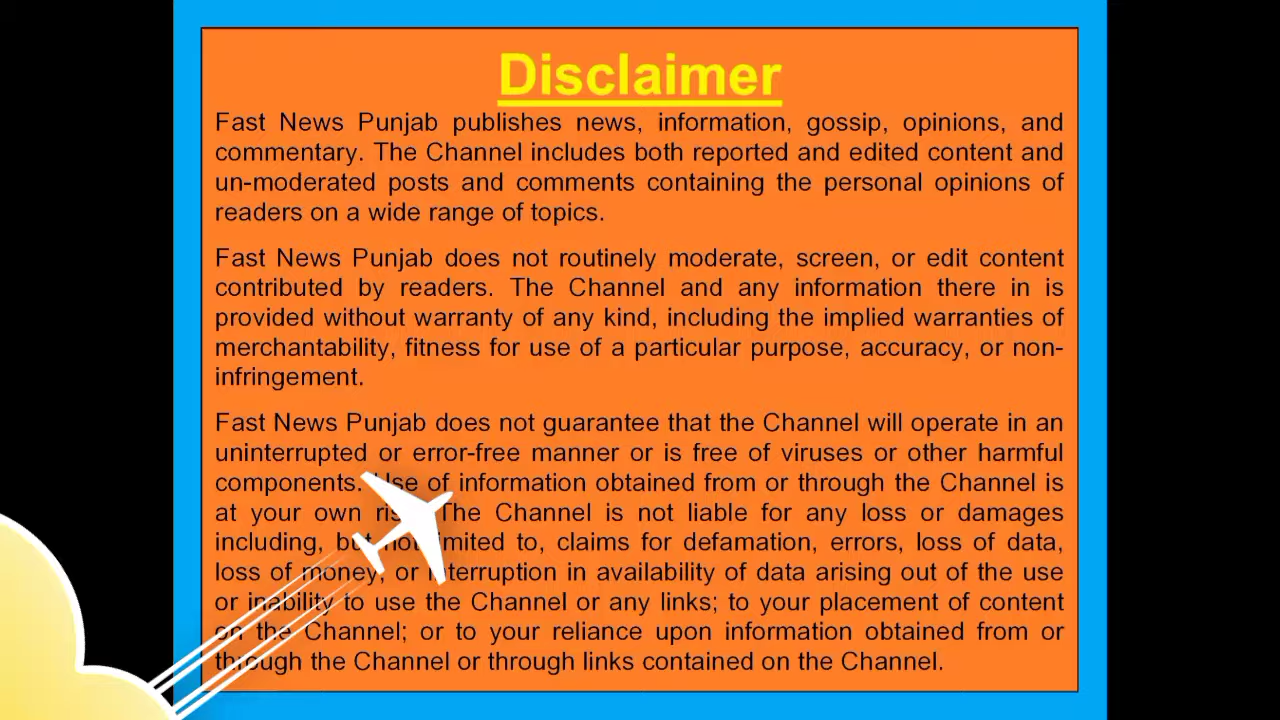 Disclaimer
Fast News Punjab publishes news, information, gossip, opinions, and
commentary. The Channel includes both reported and edited content and
un-moderated posts and comments containing the personal opinions of
readers on a wide range of topics.
Fast News Punjab does not routinely moderate, screen, or edit content
contributed by readers. The Channel and any information there in is
provided without warranty of any kind, including the implied warranties of
merchantability, fitness for use of a particular purpose, accuracy, or non-
infringement.
Fast News Punjab does not guarantee that the Channel will operate in an
uninterrupted or error-free manner or is free of viruses or other harmful
components. Use of information obtained from or through the Channel is
at your own risk. The Channel is not liable for any loss or damages
including, but not limited to, claims for defamation, errors, loss of data,
loss of money, or interruption in availability of data arising out of the use
or inability to use the Channel or any links; to your placement of content
on the Channel; or to your reliance upon information obtained from or
through the Channel or through links contained on the Channel.